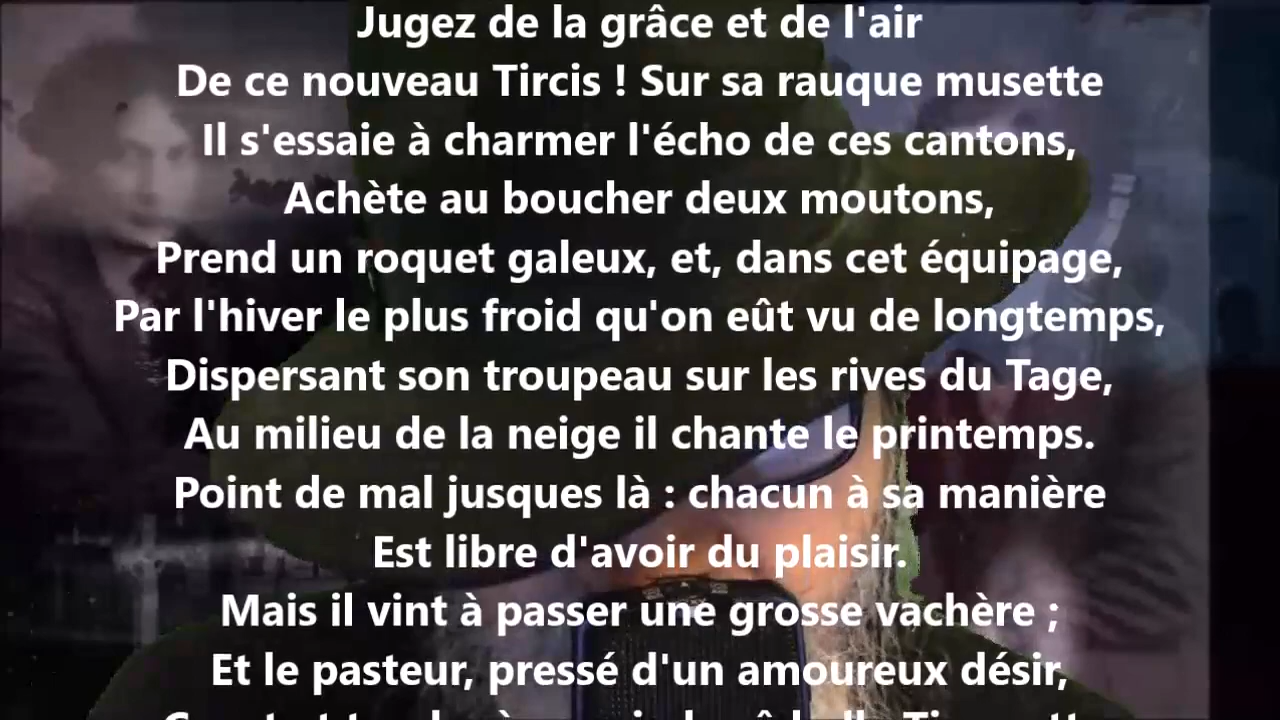 Jugez de la grâce et de l'air
De ce nouveau Tircis ! Sur sa rauque musette
Il s'essaie à charmer l'écho de ces cantons,
Achète au boucher deux moutons,
Prend un roquet galeux, et, dans cet équipage,
Par l'hiver le plus froid qu'on eût vu de longtemps,
Dispersant son troupeau sur les rives du Tage,
Au milieu de la neige il chante le printemps.
Point de mal jusques là : chacun à sa manière
Est libre d'avoir du plaisir.
Mais il vint à passer une grosse vachère ;
Et le pasteur, pressé d'un amoureux désir,